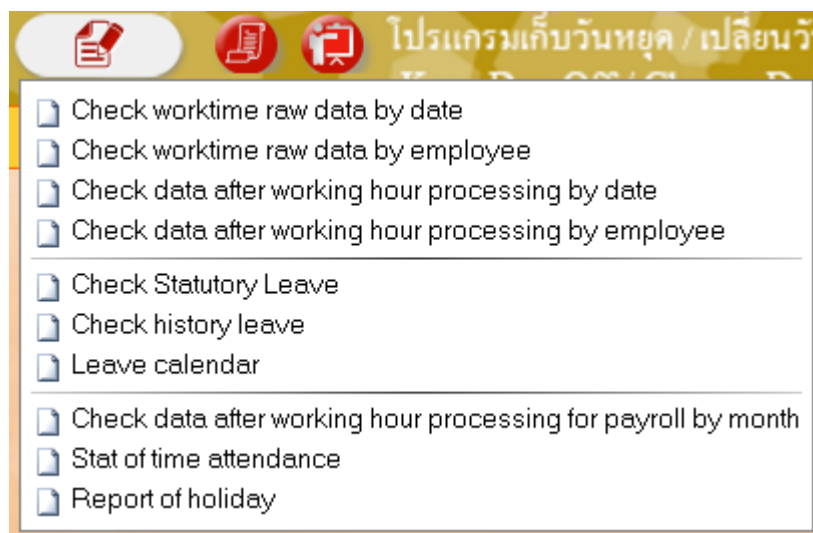 โปรแกรมเก็บวันหยุด / เปลี่ยนวั
Check worktime raw data by date
Check worktime raw data by employee
Check data after working hour processing by date
Check data after working hour processing by employee
Check Statutory Leave
Check history leave
Leave calendar
Check data after working hour processing for payroll by month
Stat of time attendance
Report of holiday